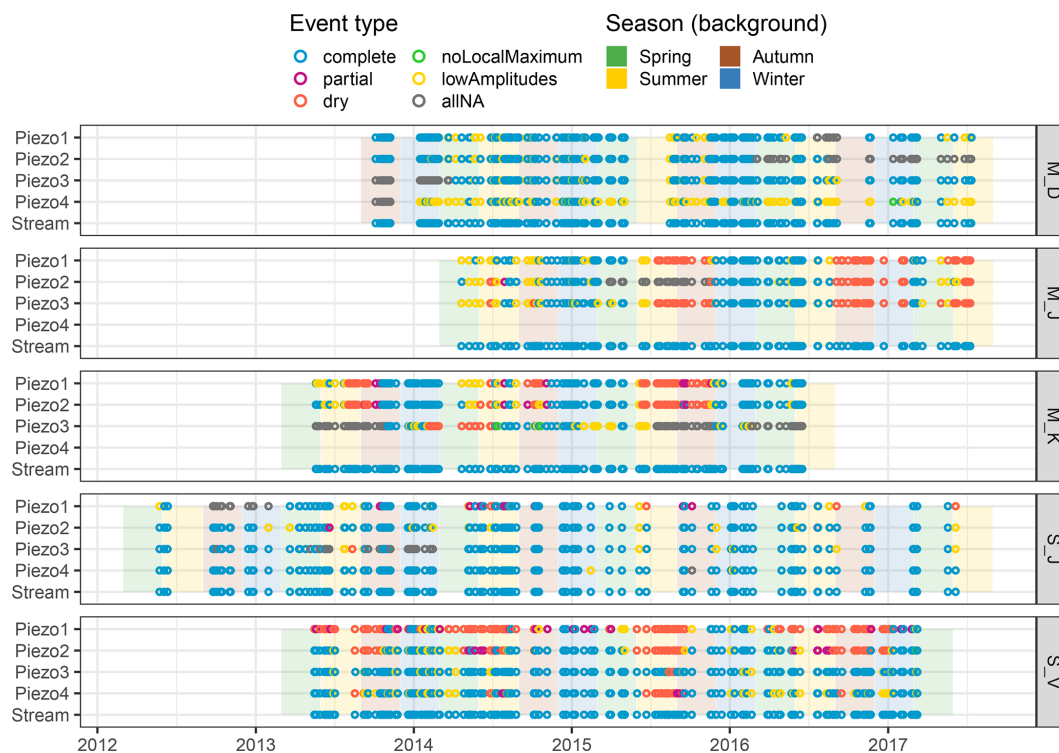 Event type
Season (background)
complete
noLocalMaximum
Spring
Autumn
partial
lowAmplitudes
Summer
Winter
dry
allNA
Piezo1
Piezo2
Piezo3
Piezo4
Stream
M_D
Piezo1
Piezo2
Piezo3
Piezo4
Stream
M_J
Piezo1
Piezo2
Piezo3
Piezo4
Stream
M_K
Piezo1
Piezo2
Piezo3
Piezo4
Stream
S_J
Piezo1
Piezo2
Piezo3
Piezo4
Stream
S_V
2012 2013 2014 2015 2016 2017